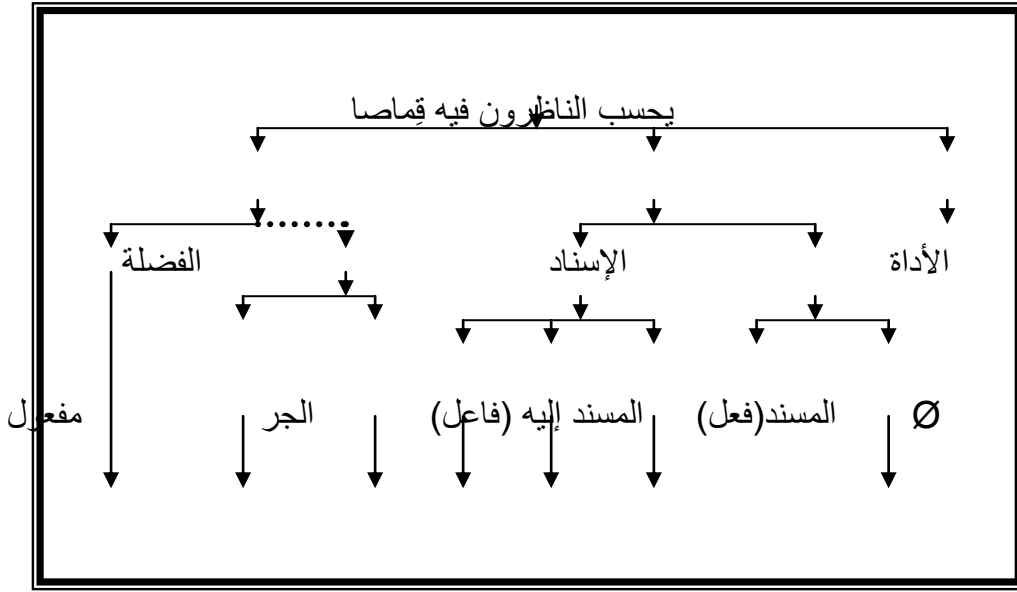 يحسب الناظرون فيه قِماصا
الأداة الإسناد الفضلة
Ø المسند(فعل) المسند إليه (فاعل) الجر مفعول